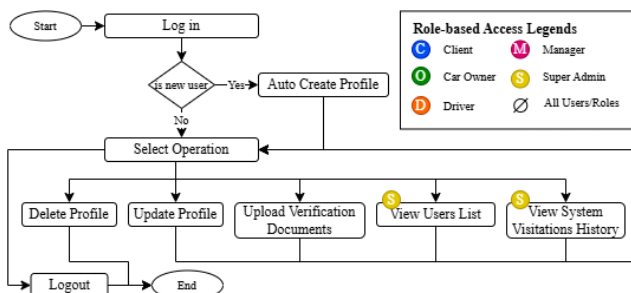 Start
Log in
Role-based Access Legends
C Client
M Manager
O Car Owner
S Super Admin
D Driver
All Users/Roles
is new user
Yes
Auto Create Profile
No
Select Operation
S
S
Delete Profile
Update Profile
Upload Verification
Documents
View Users List
View System
Visitations History
Logout
End